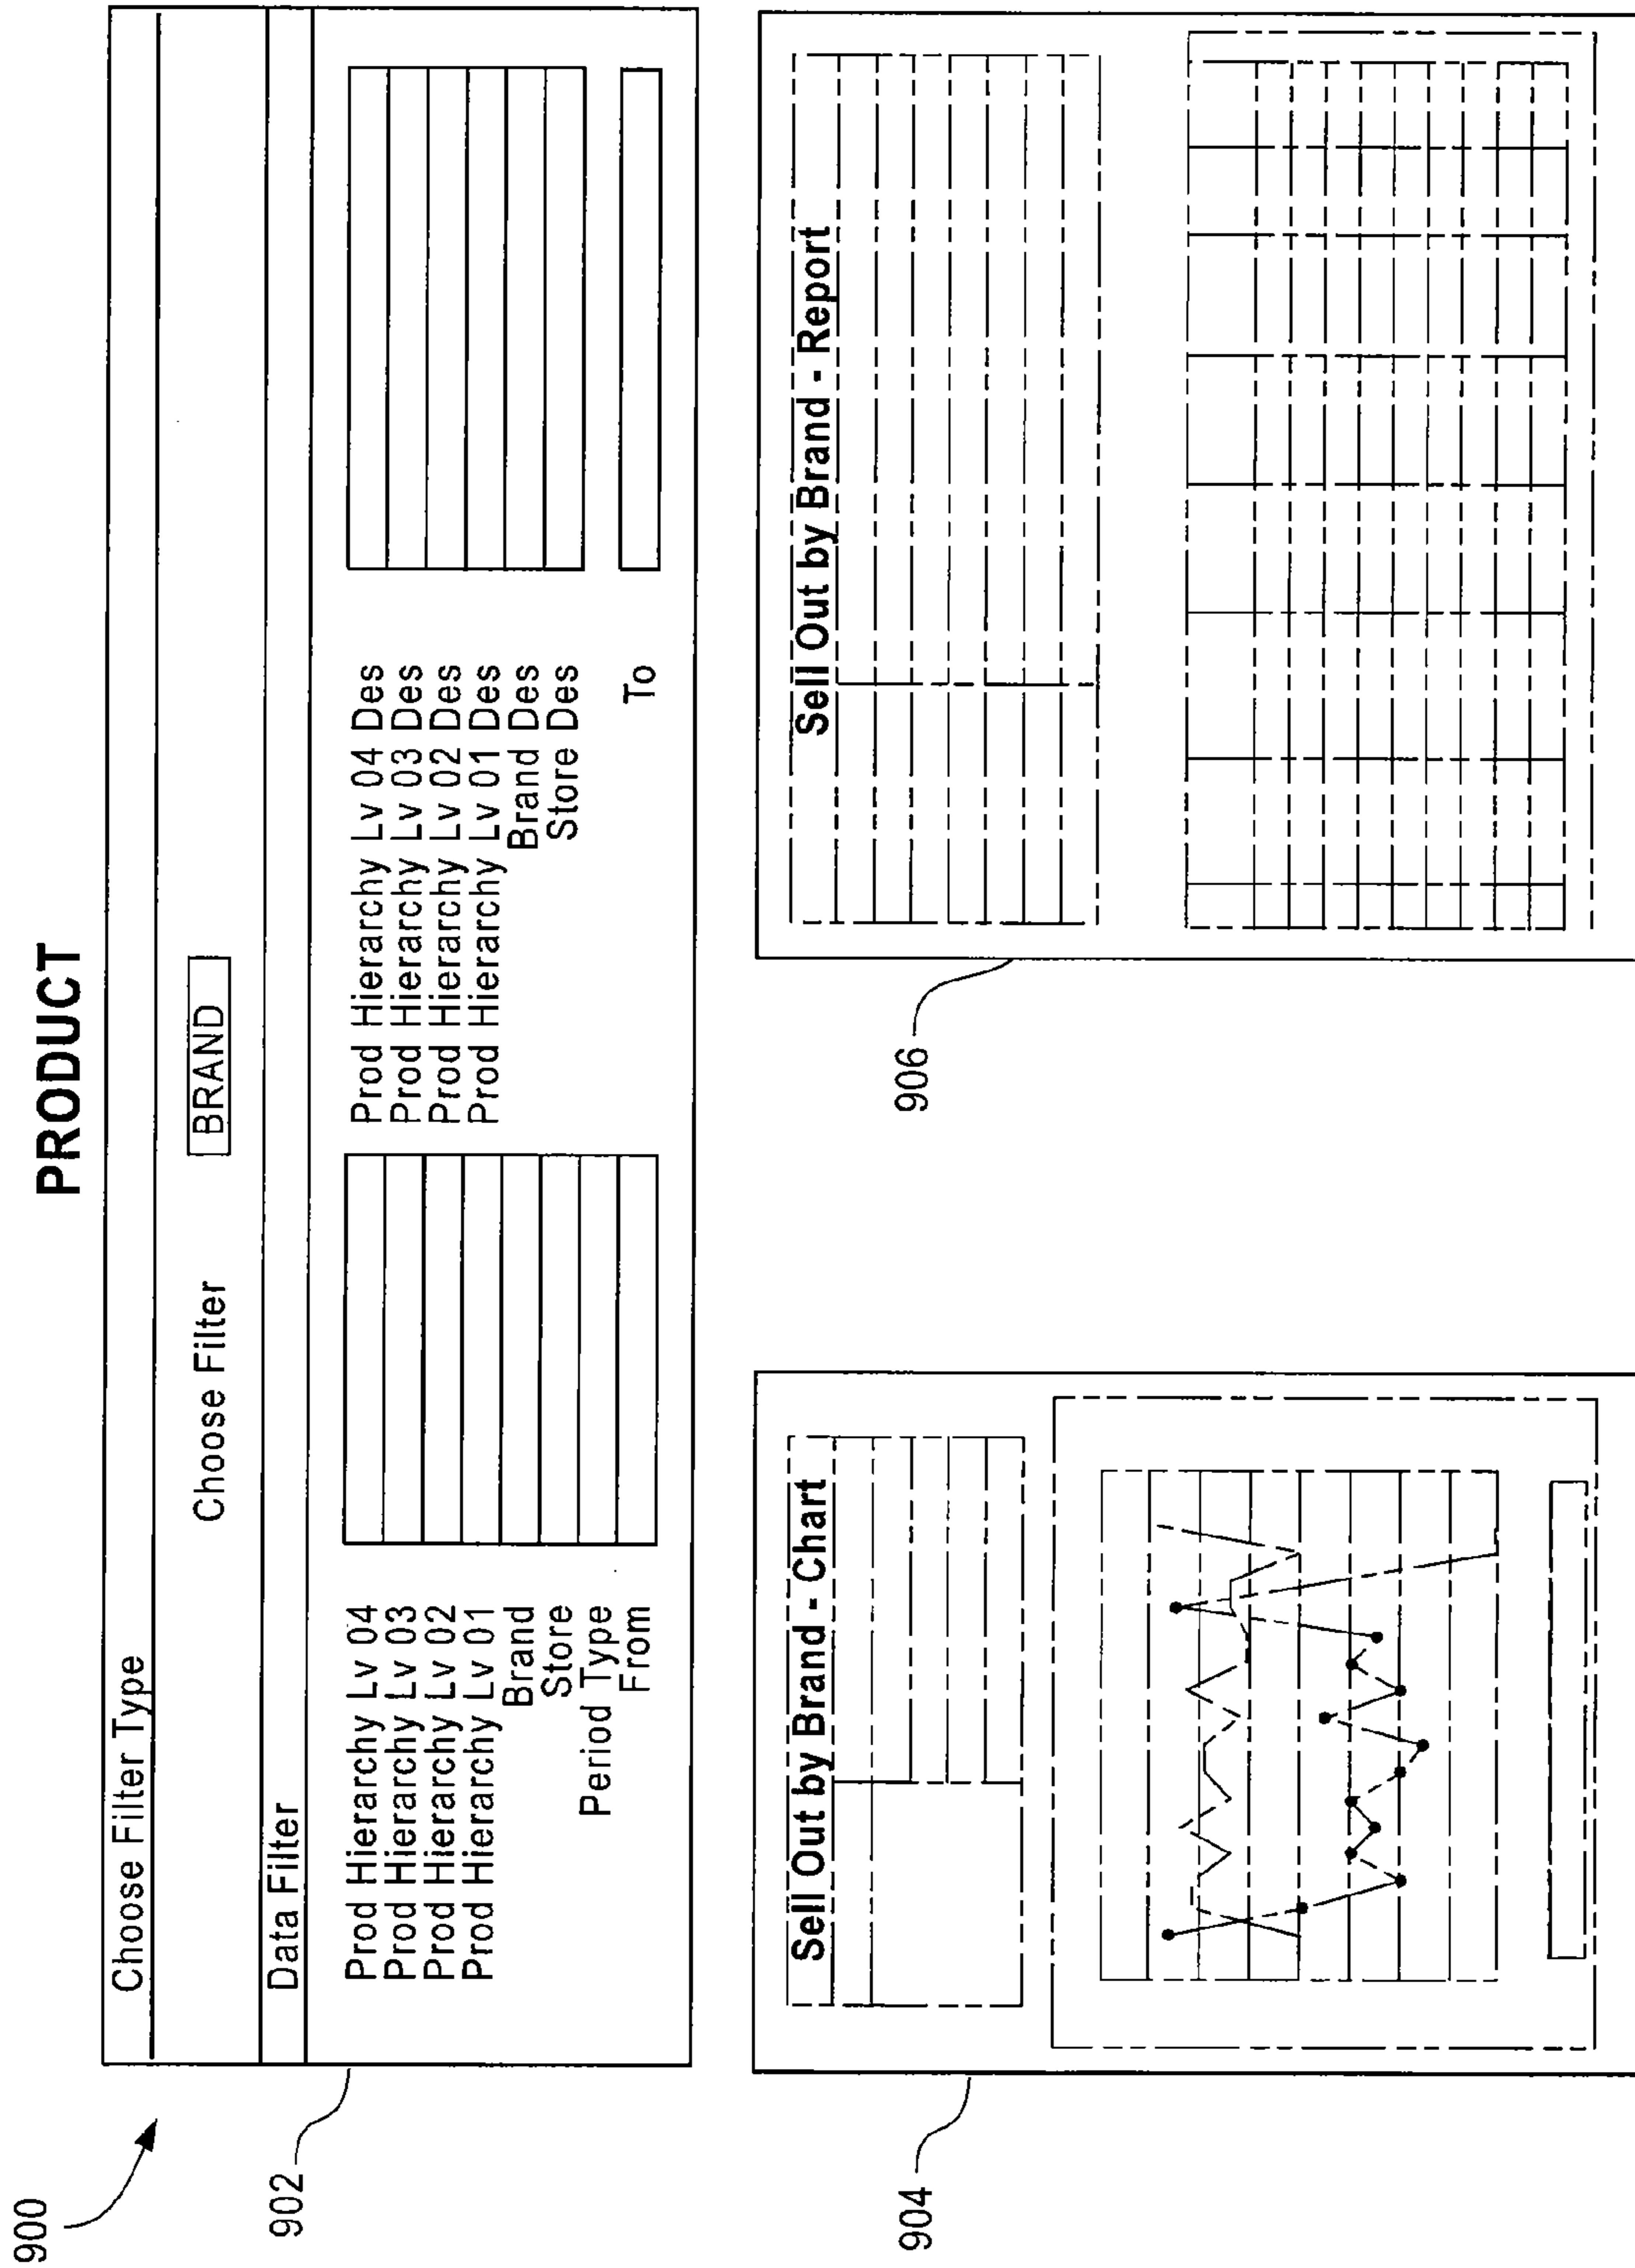 PRODUCT
900
Choose Filter Type
Choose Filter
BRAND
902
Data Filter
Prod Hierarchy Lv 04
Prod Hierarchy Lv 03
Prod Hierarchy Lv 02
Prod Hierarchy Lv 01
Brand
Store
Period Type
From
Prod Hierarchy Lv 04 Des
Prod Hierarchy Lv 03 Des
Prod Hierarchy Lv 02 Des
Prod Hierarchy Lv 01 Des
Brand Des
Store Des
To
904
Sell Out by Brand - Chart
906
Sell Out by Brand - Report